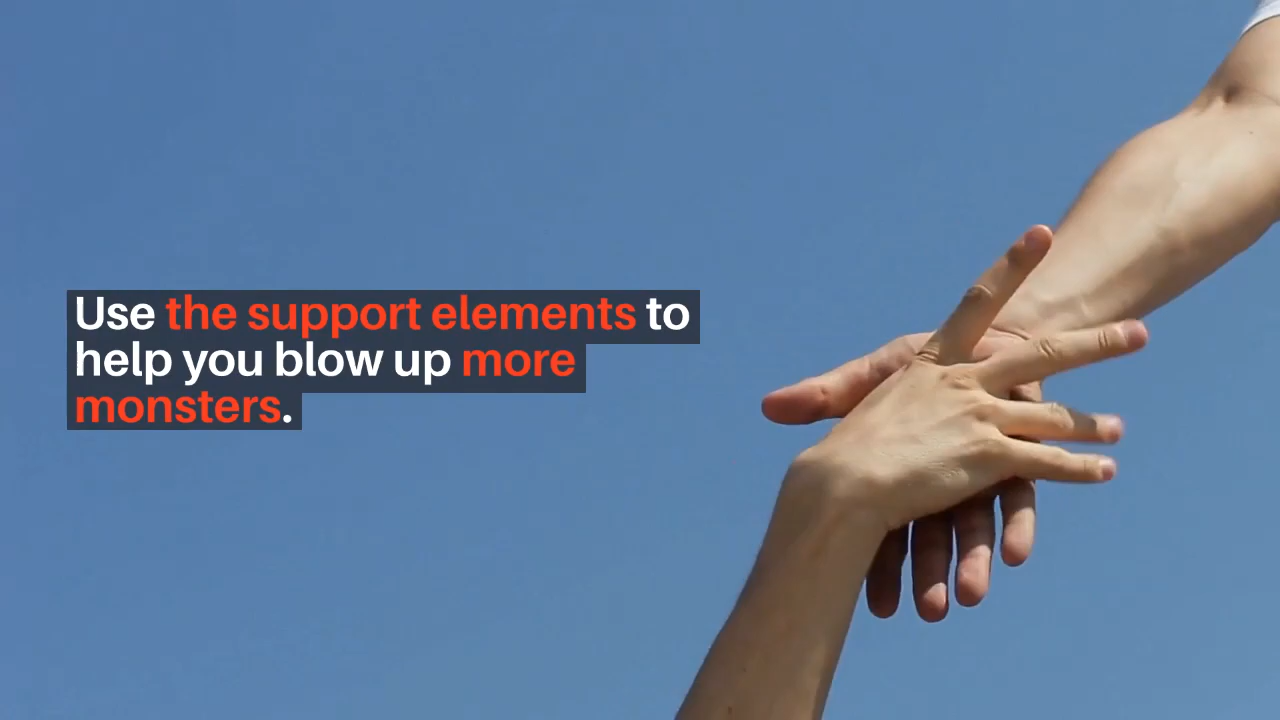 Use the support elements to
help you blow up more
monsters.